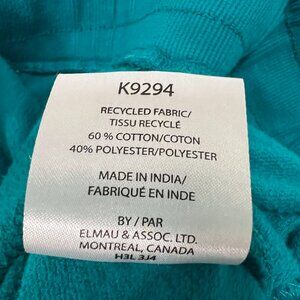 K9294
RECYCLED FABRIC/
TISSU RECYCLÉ
60 % COTTON/COTON
40% POLYESTER/POLYESTER
MADE IN INDIA/
FABRIQUÉ EN INDE
BY / PAR
ELMAU & ASSOC. LTD.
MONTREAL, CANADA
H3L 3J4